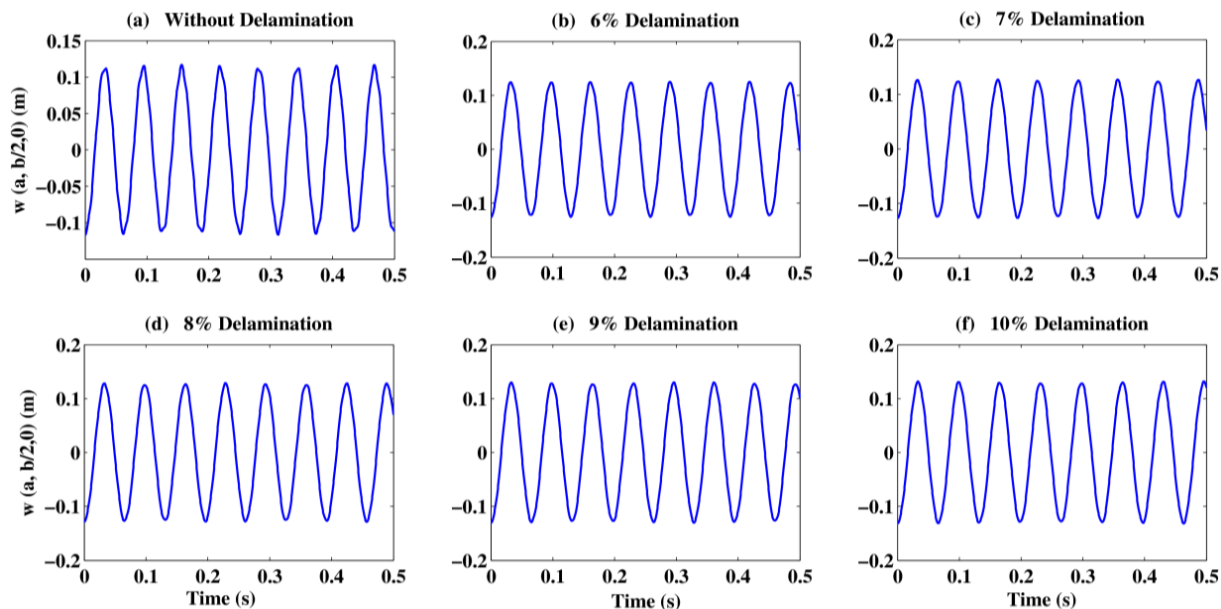 (a) Without Delamination
(b) 6% Delamination
(c) 7% Delamination
0.15
0.1
0.05
0
−0.05
−0.1
w (a, b/2,0) (m)
0 0.1 0.2 0.3 0.4 0.5
0.2
0.1
0
−0.1
−0.2
0 0.1 0.2 0.3 0.4 0.5
0.2
0.1
0
−0.1
−0.2
0 0.1 0.2 0.3 0.4 0.5
(d) 8% Delamination
(e) 9% Delamination
(f) 10% Delamination
0.2
0.1
0
−0.1
−0.2
w (a, b/2,0) (m)
0 0.1 0.2 0.3 0.4 0.5
Time (s)
0.2
0.1
0
−0.1
−0.2
0 0.1 0.2 0.3 0.4 0.5
Time (s)
0.2
0.1
0
−0.1
−0.2
0 0.1 0.2 0.3 0.4 0.5
Time (s)